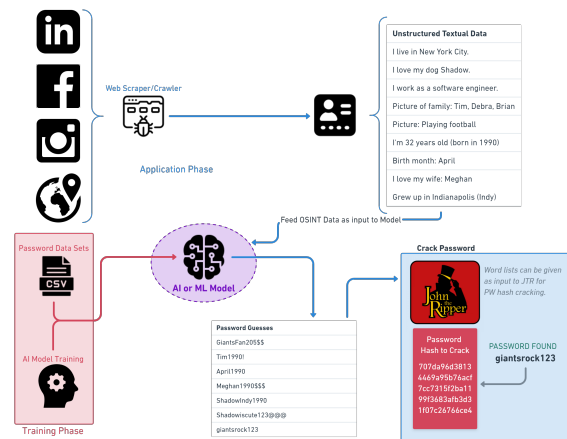 in
Web Scraper/Crawler
Application Phase
Unstructured Textual Data
I live in New York City.
I love my dog Shadow.
I work as a software engineer.
Picture of family: Tim, Debra, Brian
Picture: Playing football
I'm 32 years old (born in 1990)
Birth month: April
I love my wife: Meghan
Grew up in Indianapolis (Indy)
Feed OSINT Data as input to Model
Password Data Sets
CSV
AI Model Training
Training Phase
AI or ML Model
Password Guesses
GiantsFan205$$
Tim1990!
April1990
Meghan1990$$$
ShadowIndy1990
Shadowiscute123@@@
giantsrock123
Crack Password
John
the
Ripper
Word lists can be given
as input to JTR for
PW hash cracking.
Password
Hash to Crack
707da96d3813
4469a95b76acf
7cc7315f2ba11
99f3683afb3d3
1f07c26766ce4
PASSWORD FOUND
giantsrock123